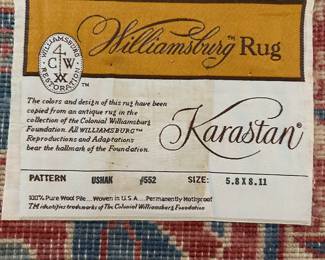 WILLIAMSBURG
RESTORATION
Williamsburg™ Rug
The colors and design of this rug have been
copied from an antique rug in the
collection of the Colonial Williamsburg
Foundation. All WILLIAMSBURG™
Reproductions and Adaptations
bear the hallmark of the Foundation.
Karastan®
PATTERN USHAK #552 SIZE: 5.8 X 8.11
100% Pure Wool Pile....Woven in U.S.A.....Permanently Mothproof
TM identifies trademarks of The Colonial Williamsburg Foundation